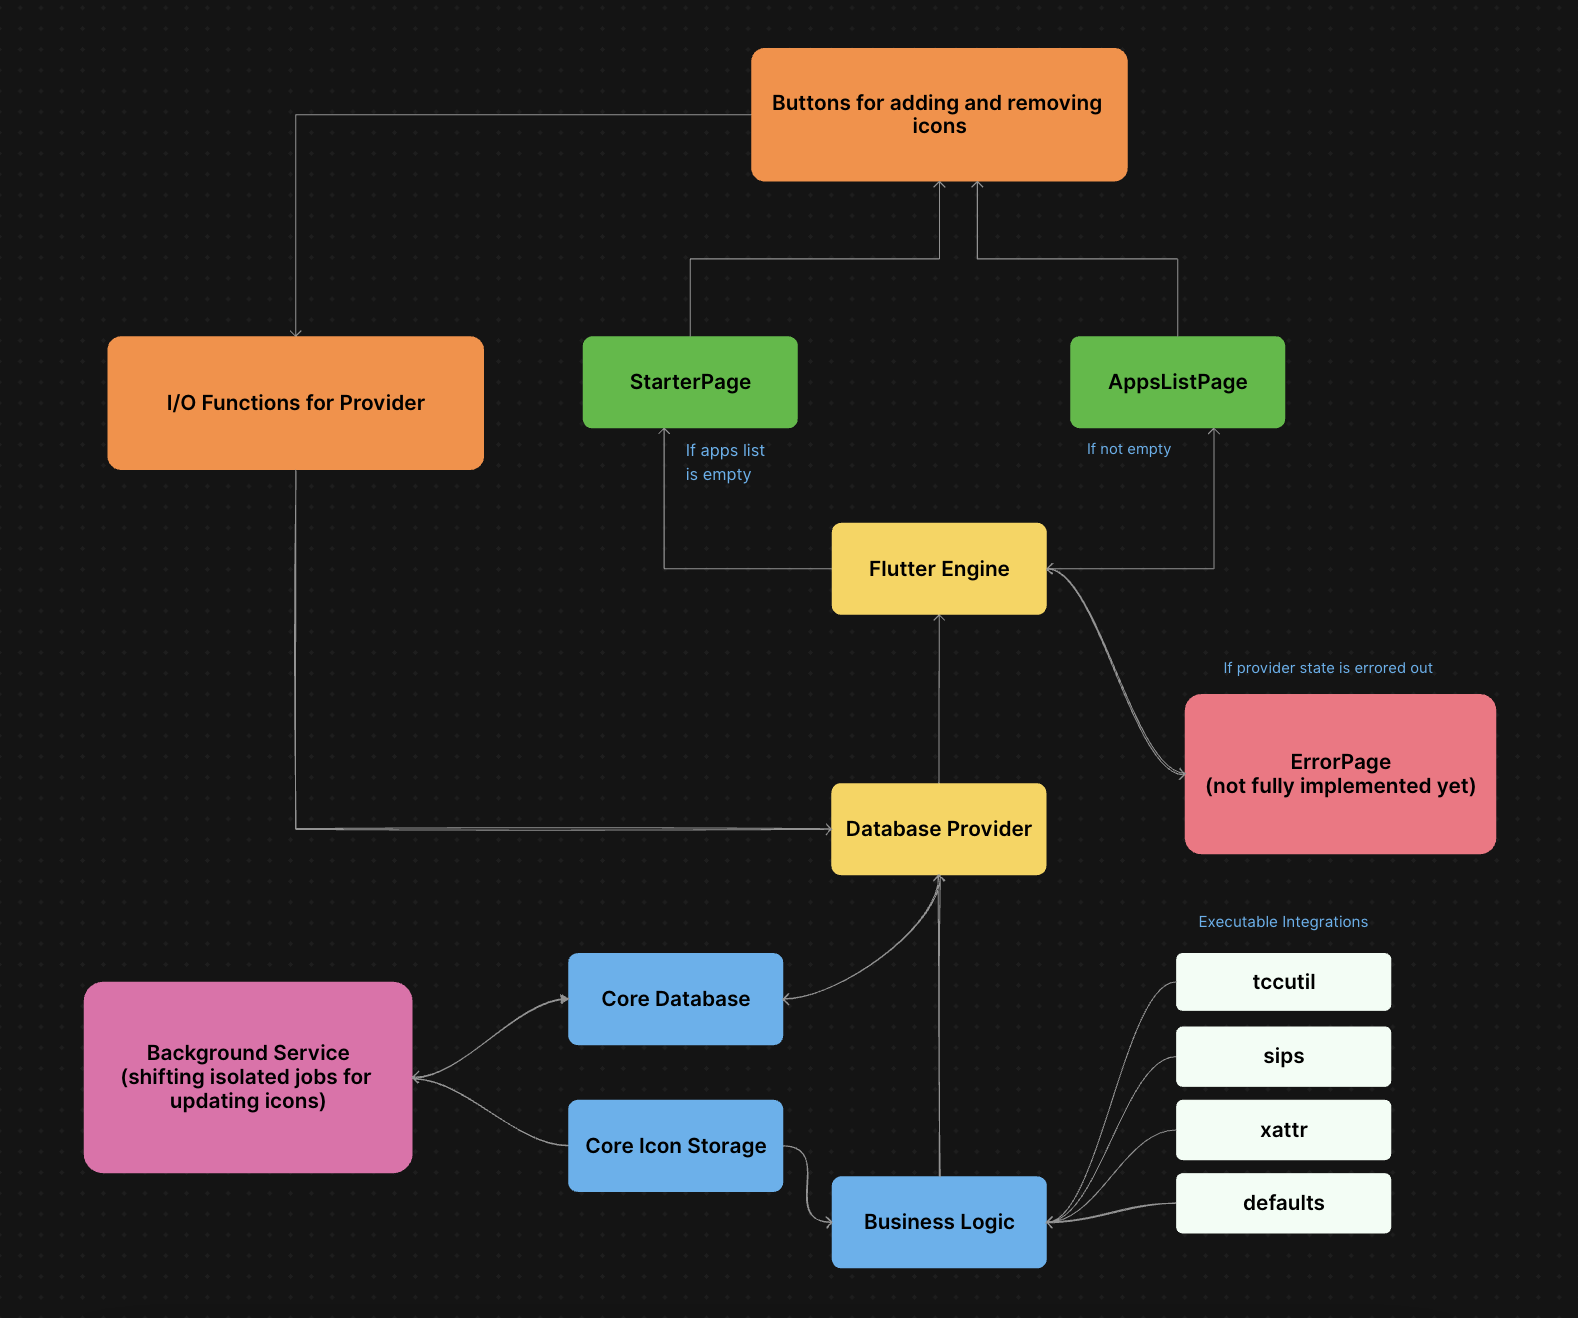 Buttons for adding and removing
icons
I/O Functions for Provider
StarterPage
AppsListPage
If apps list
is empty
If not empty
Flutter Engine
If provider state is errored out
ErrorPage
(not fully implemented yet)
Database Provider
Executable Integrations
Core Database
tccutil
Background Service
(shifting isolated jobs for
updating icons)
sips
Core Icon Storage
xattr
Business Logic
defaults